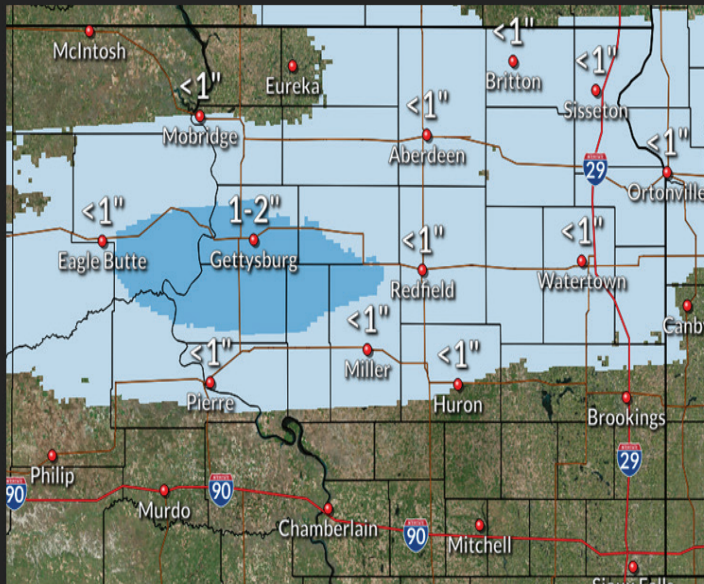 McIntosh
<1"
Eureka
Mobridge
<1"
Britton
<1"
Sisseton
<1"
Aberdeen
29
<1"
Ortonville
<1"
Eagle Butte
1-2"
Gettysburg
<1"
Redfield
<1"
Watertown
<1"
Miller
<1"
Pierre
<1"
Huron
Brookings
Philip
29
90
Murdo
90
Chamberlain
90
Mitchell